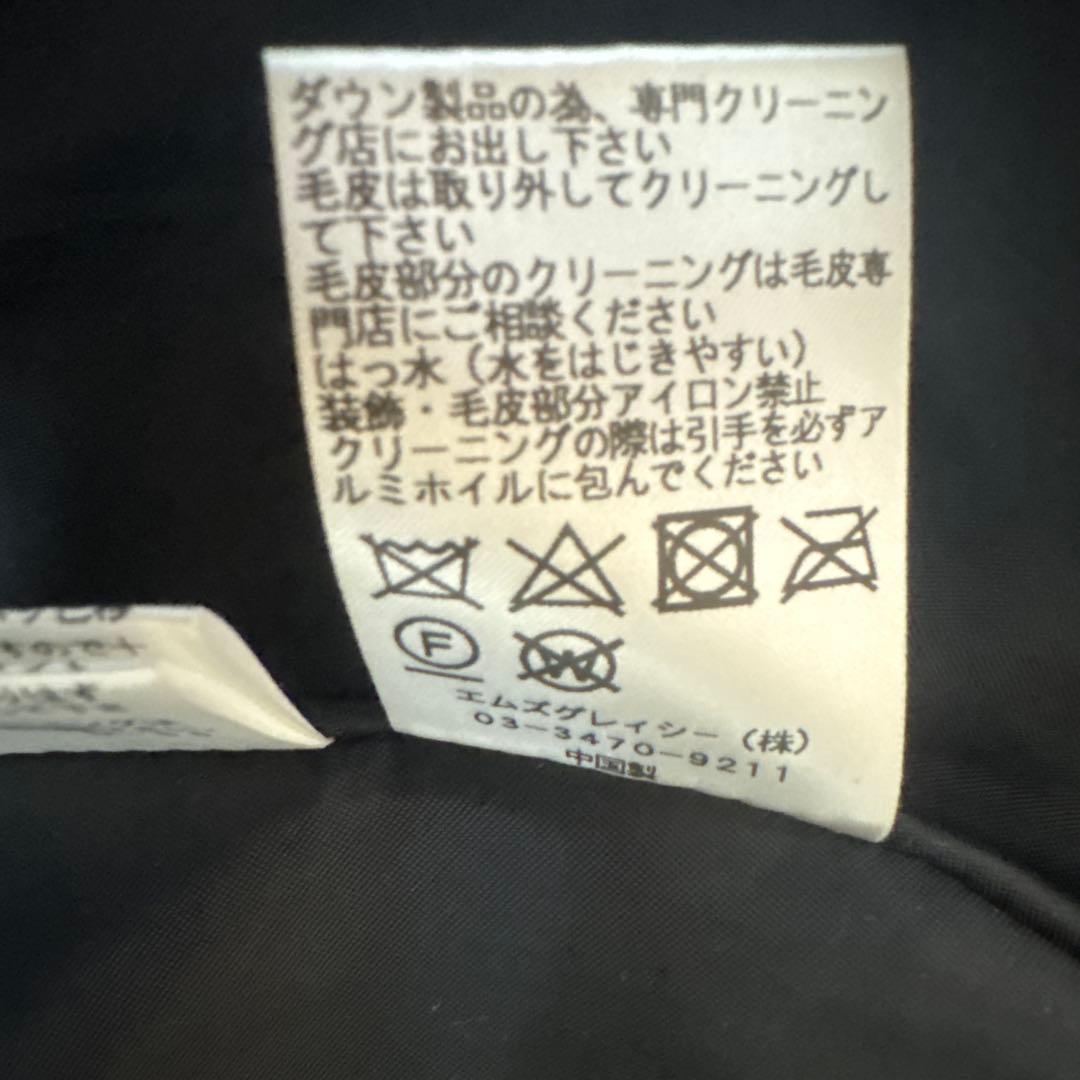 ダウン製品の為、専門クリーニン
グ店にお出し下さい
毛皮は取り外してクリーニングし
て下さい
毛皮部分のクリーニングは毛皮専
門店にご相談ください
はっ水（水をはじきやすい）
装飾・毛皮部分アイロン禁止
クリーニングの際は引手を必ずア
ルミホイルに包んでください
F
W
エムズグレイシー（株）
03-3470-9211
中国製